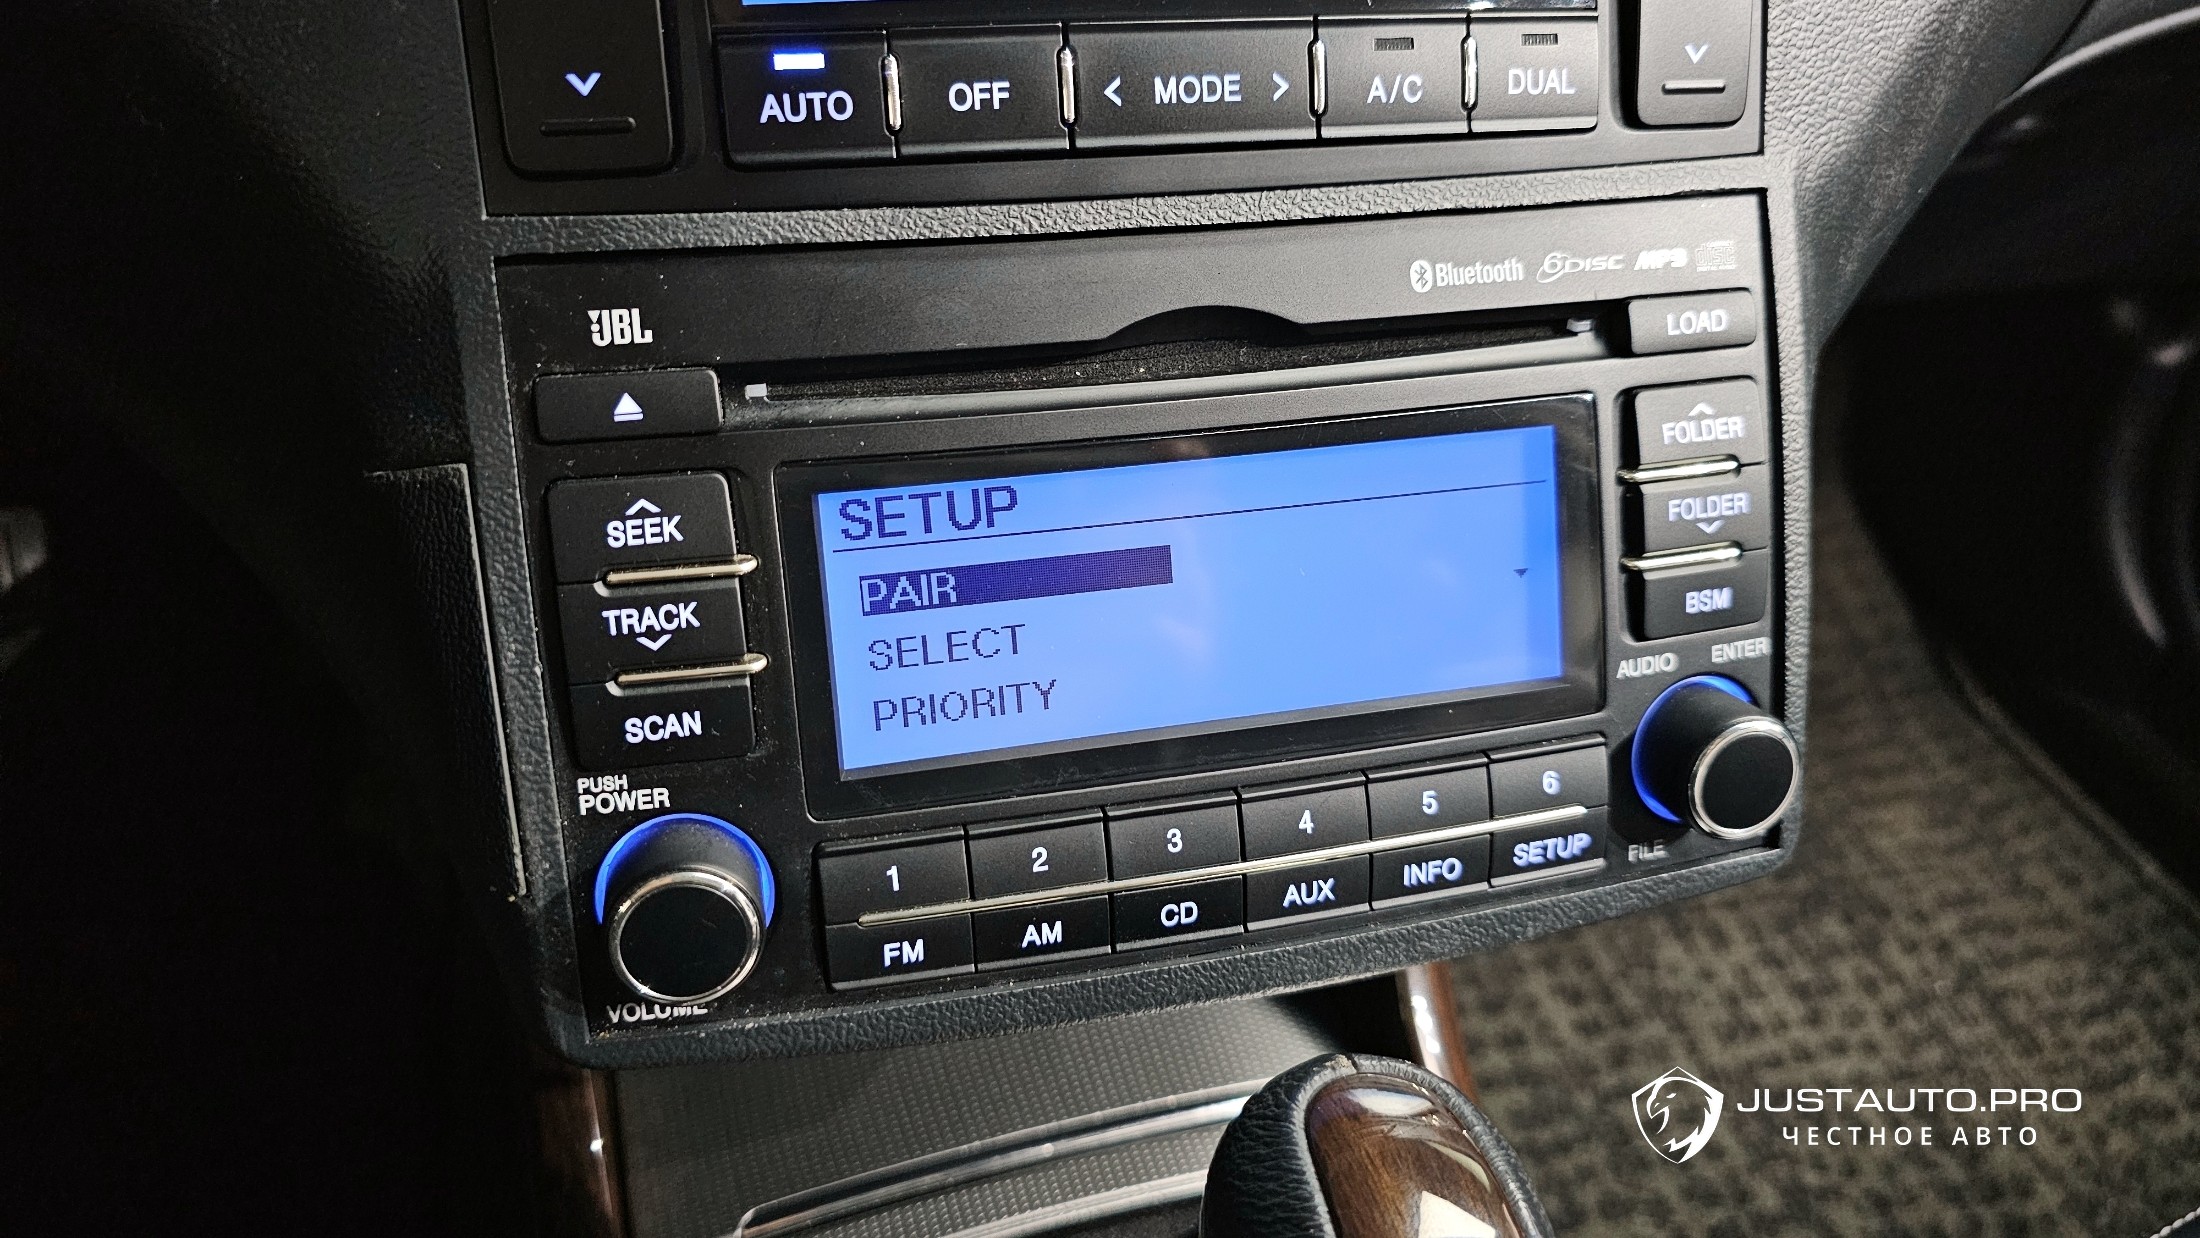 AUTO
OFF
< MODE >
A/C
DUAL
Bluetooth
6DISC
MP3
disc
JBL
LOAD
SEEK
TRACK
SCAN
FOLDER
FOLDER
BSM
SETUP
PAIR
SELECT
PRIORITY
AUDIO
ENTER
PUSH
POWER
VOLUME
1 2 3 4 5 6
FM AM CD AUX INFO SETUP
FILE
JUSTAUTO.PRO
ЧЕСТНОЕ АВТО